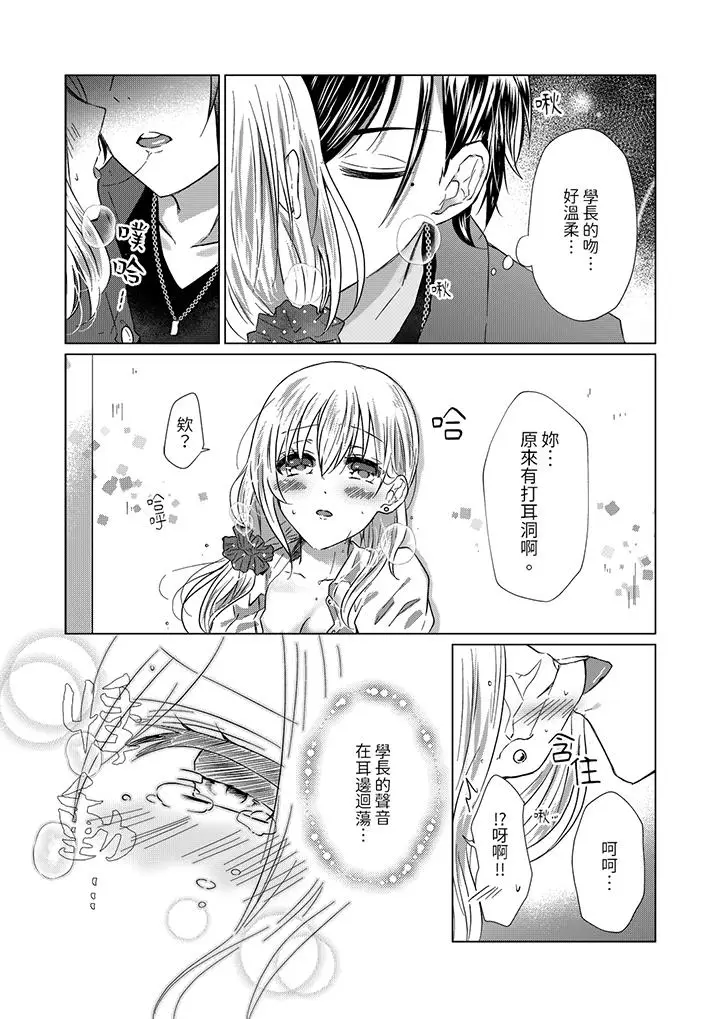 啾
學長的吻…
好溫柔…
啾
噗
哈…
妳…
原來有打耳洞啊。
哈
欸？
哈呼
呵呵…
含住
啾
!?呀啊!!
學長的聲音
在耳邊迴蕩…